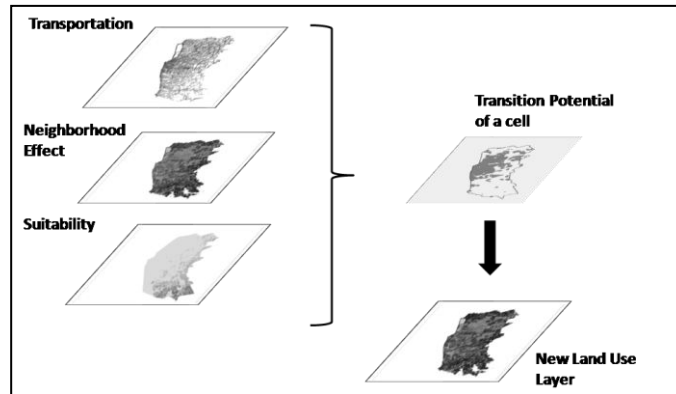 Transportation
Neighborhood
Effect
Suitability
Transition Potential
of a cell
New Land Use
Layer